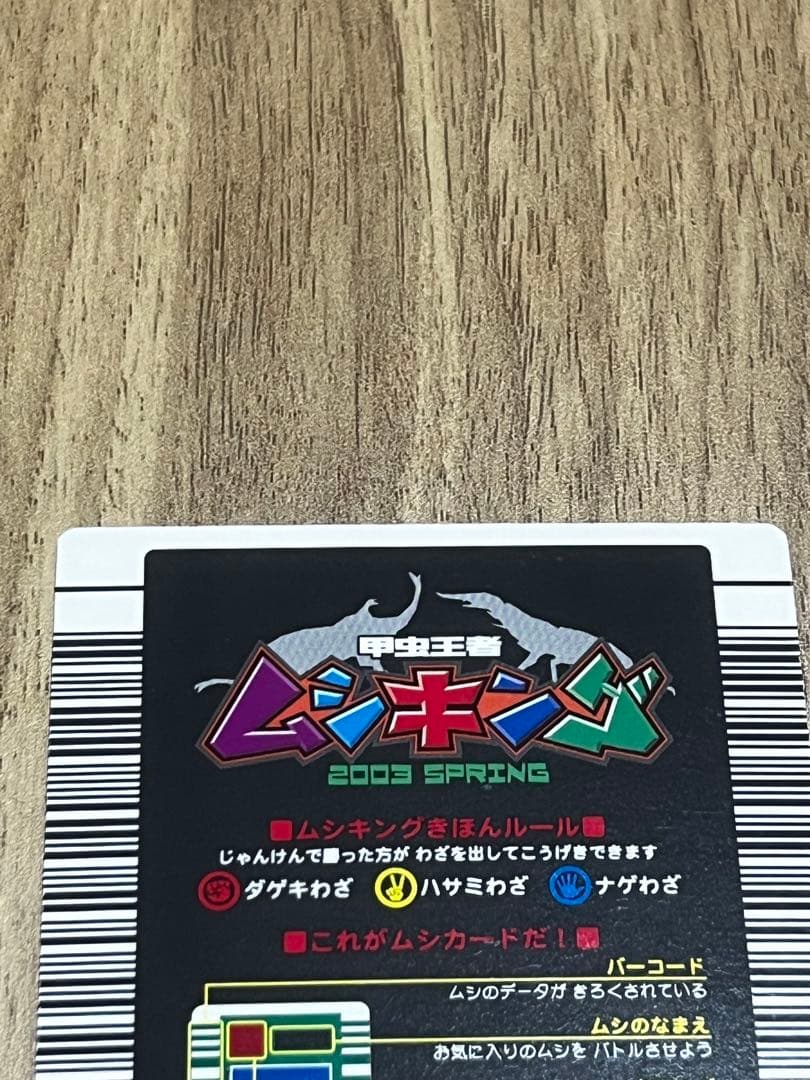 甲虫王者
ムシキング
2003 SPRING
■ムシキングきほんルール■
じゃんけんで勝った方が わざを出してこうげきできます
ダゲキわざ ハサミわざ ナゲわざ
■これがムシカードだ!■
バーコード
ムシのデータが きろくされている
ムシのなまえ
お気に入りのムシを バトルさせよう